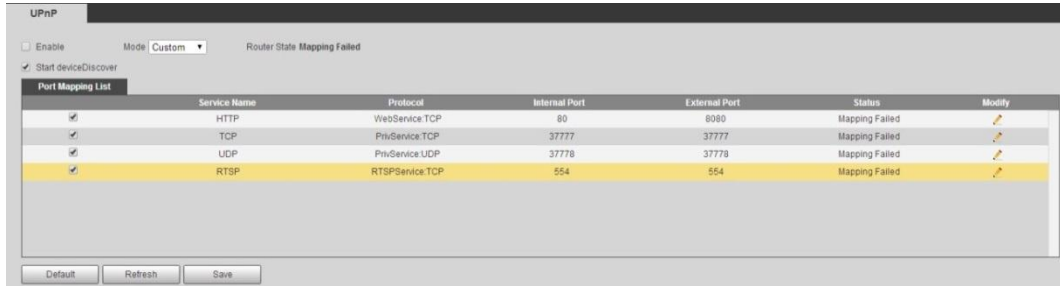 UPnP
Enable Mode Custom Router State Mapping Failed
Start deviceDiscover
Port Mapping List
Service Name Protocol Internal Port External Port Status Modify
HTTP WebService:TCP 80 8080 Mapping Failed
TCP PrivService:TCP 37777 37777 Mapping Failed
UDP PrivService:UDP 37778 37778 Mapping Failed
RTSP RTSPService:TCP 554 554 Mapping Failed
Default Refresh Save